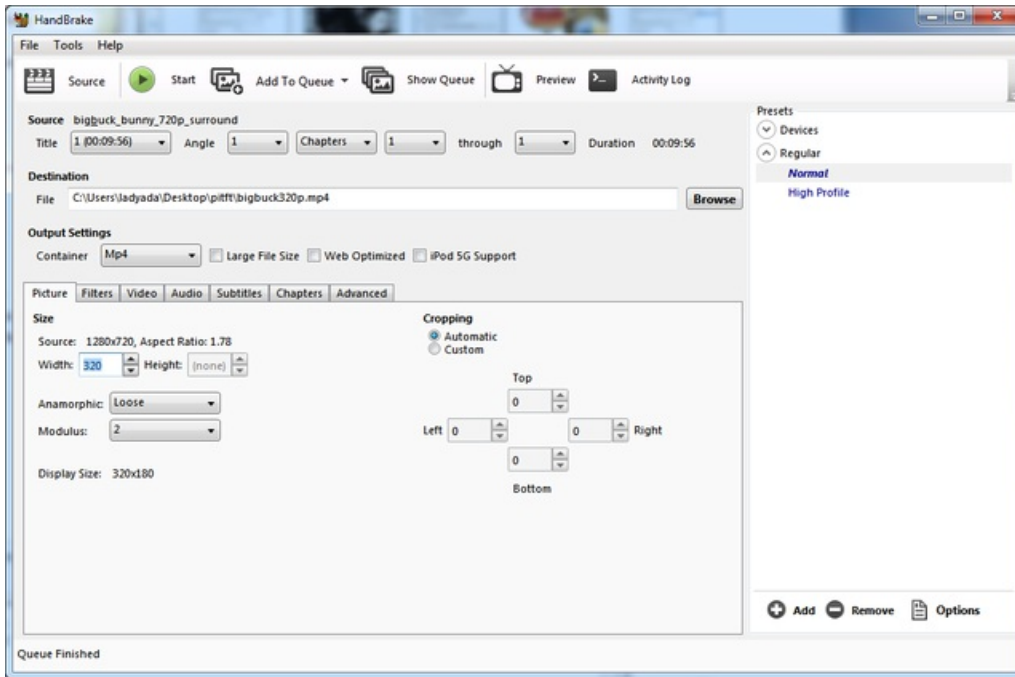 HandBrake
File Tools Help
Source Start Add To Queue Show Queue Preview Activity Log
Source bigbuck_bunny_720p_surround
Title 1 (00:09:56) Angle 1 Chapters 1 through 1 Duration 00:09:56
Destination
File C:\Users\ladyada\Desktop\pitft\bigbuck320p.mp4 Browse
Output Settings
Container Mp4 Large File Size Web Optimized iPod 5G Support
Picture Filters Video Audio Subtitles Chapters Advanced
Size
Source: 1280x720, Aspect Ratio: 1.78
Width: 320 Height: (none)
Anamorphic: Loose
Modulus: 2
Display Size: 320x180
Cropping
Automatic
Custom
Top
0
Left 0 0 Right
0
Bottom
Presets
Devices
Regular
Normal
High Profile
Add Remove Options
Queue Finished